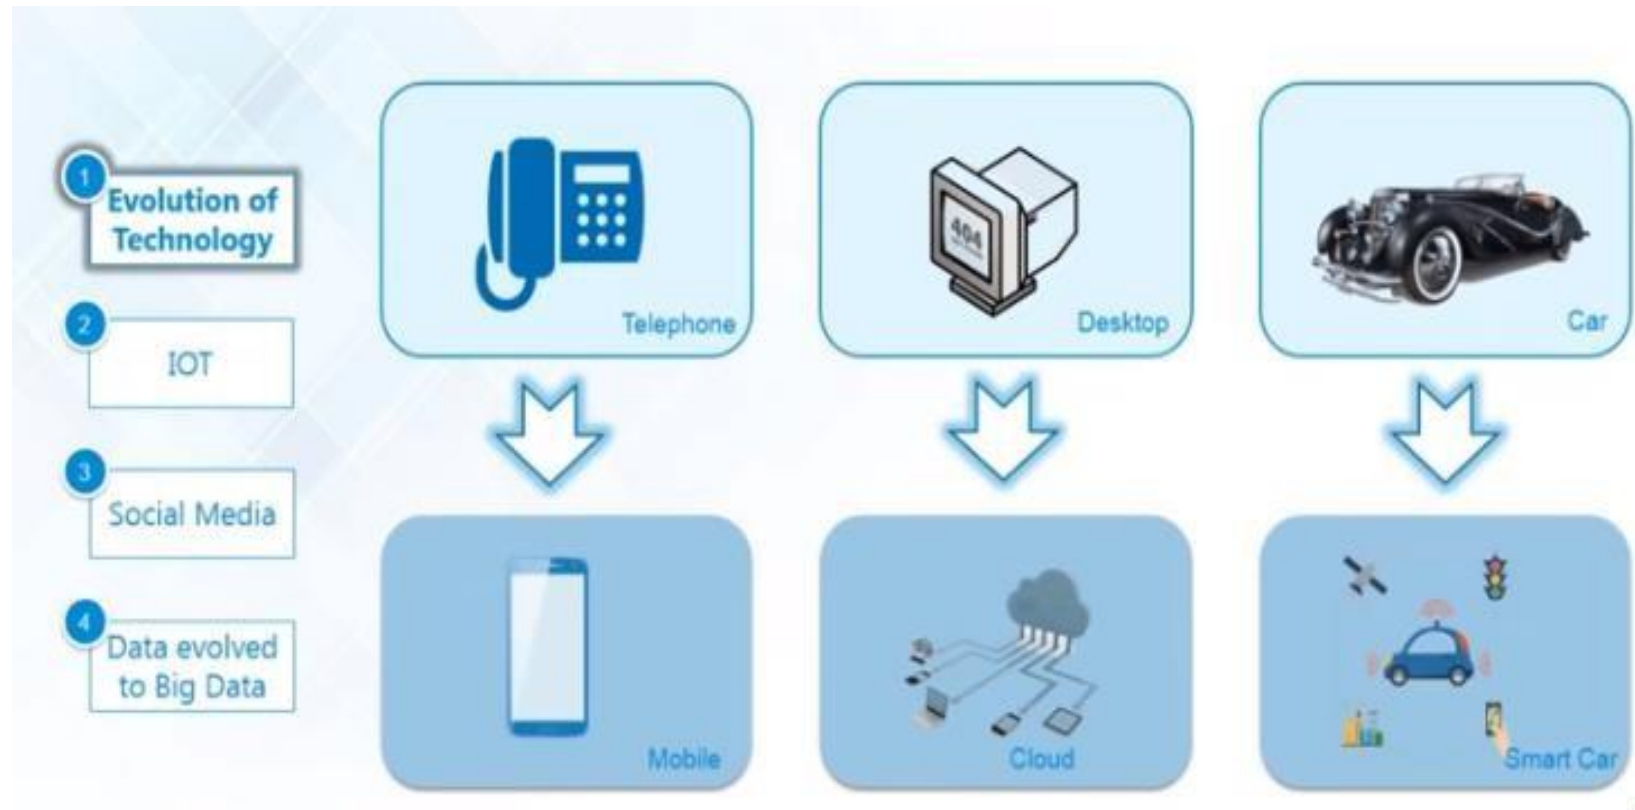 1
Evolution of
Technology
2
IOT
3
Social Media
4
Data evolved
to Big Data
Telephone
404
Desktop
Car
Mobile
Cloud
Smart Car